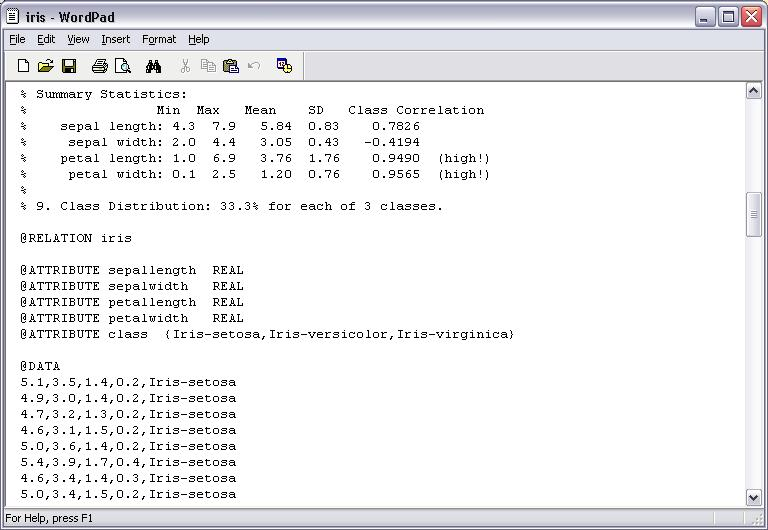 iris - WordPad
File Edit View Insert Format Help
% Summary Statistics:
%                Min  Max   Mean    SD   Class Correlation
%    sepal length: 4.3  7.9   5.84  0.83    0.7826
%     sepal width: 2.0  4.4   3.05  0.43   -0.4194
%    petal length: 1.0  6.9   3.76  1.76    0.9490  (high!)
%     petal width: 0.1  2.5   1.20  0.76    0.9565  (high!)
%
% 9. Class Distribution: 33.3% for each of 3 classes.
@RELATION iris
@ATTRIBUTE sepallength  REAL
@ATTRIBUTE sepalwidth   REAL
@ATTRIBUTE petallength  REAL
@ATTRIBUTE petalwidth   REAL
@ATTRIBUTE class  {Iris-setosa,Iris-versicolor,Iris-virginica}
@DATA
5.1,3.5,1.4,0.2,Iris-setosa
4.9,3.0,1.4,0.2,Iris-setosa
4.7,3.2,1.3,0.2,Iris-setosa
4.6,3.1,1.5,0.2,Iris-setosa
5.0,3.6,1.4,0.2,Iris-setosa
5.4,3.9,1.7,0.4,Iris-setosa
4.6,3.4,1.4,0.3,Iris-setosa
5.0,3.4,1.5,0.2,Iris-setosa
For Help, press F1